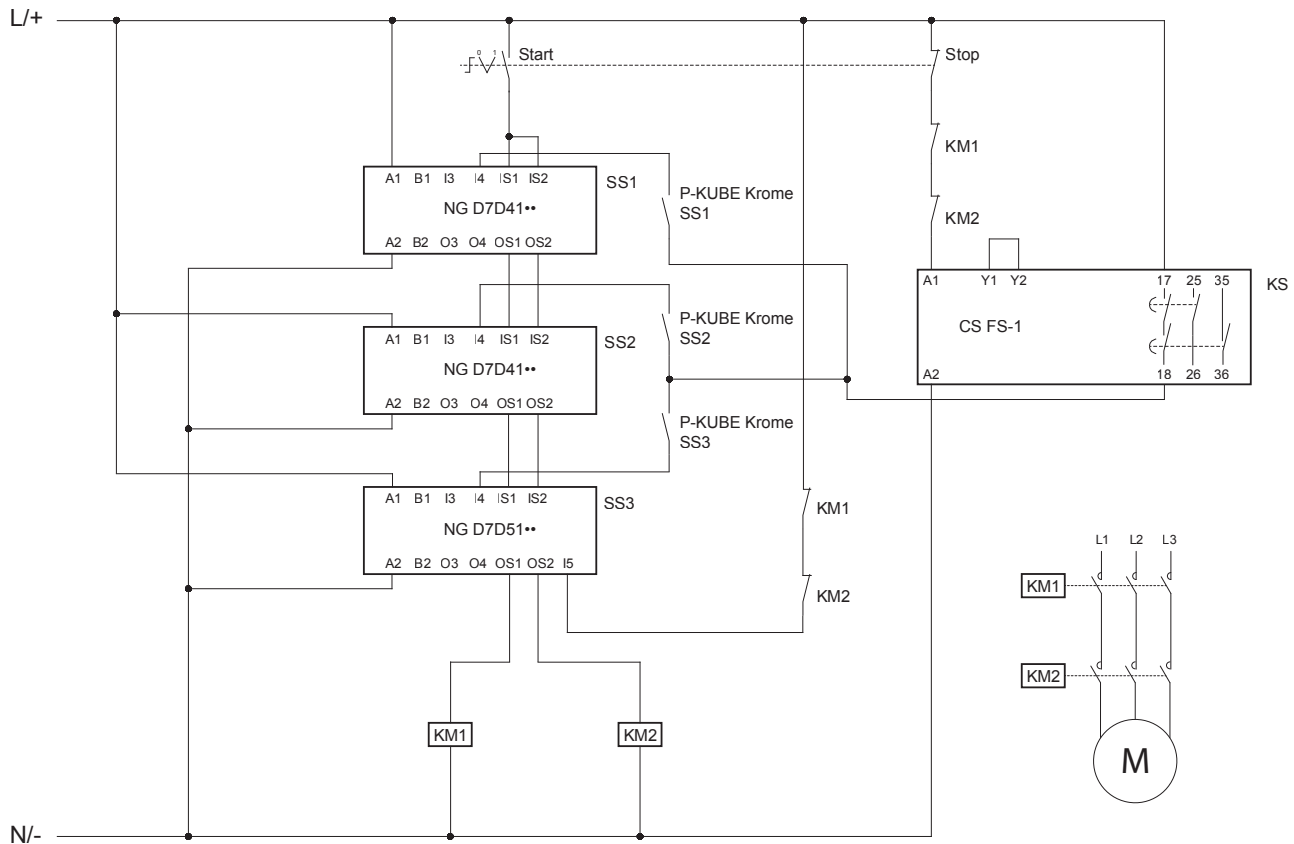 L/+
0 1
Start
Stop
KM1
KM2
A1 B1 I3 I4 IS1 IS2
SS1
NG D7D41••
A2 B2 O3 O4 OS1 OS2
P-KUBE Krome
SS1
A1 Y1 Y2 17 25 35
KS
CS FS-1
A2 18 26 36
A1 B1 I3 I4 IS1 IS2
SS2
NG D7D41••
A2 B2 O3 O4 OS1 OS2
P-KUBE Krome
SS2
P-KUBE Krome
SS3
A1 B1 I3 I4 IS1 IS2
SS3
NG D7D51••
A2 B2 O3 O4 OS1 OS2 I5
KM1
KM2
L1 L2 L3
KM1
KM2
M
KM1
KM2
N/-